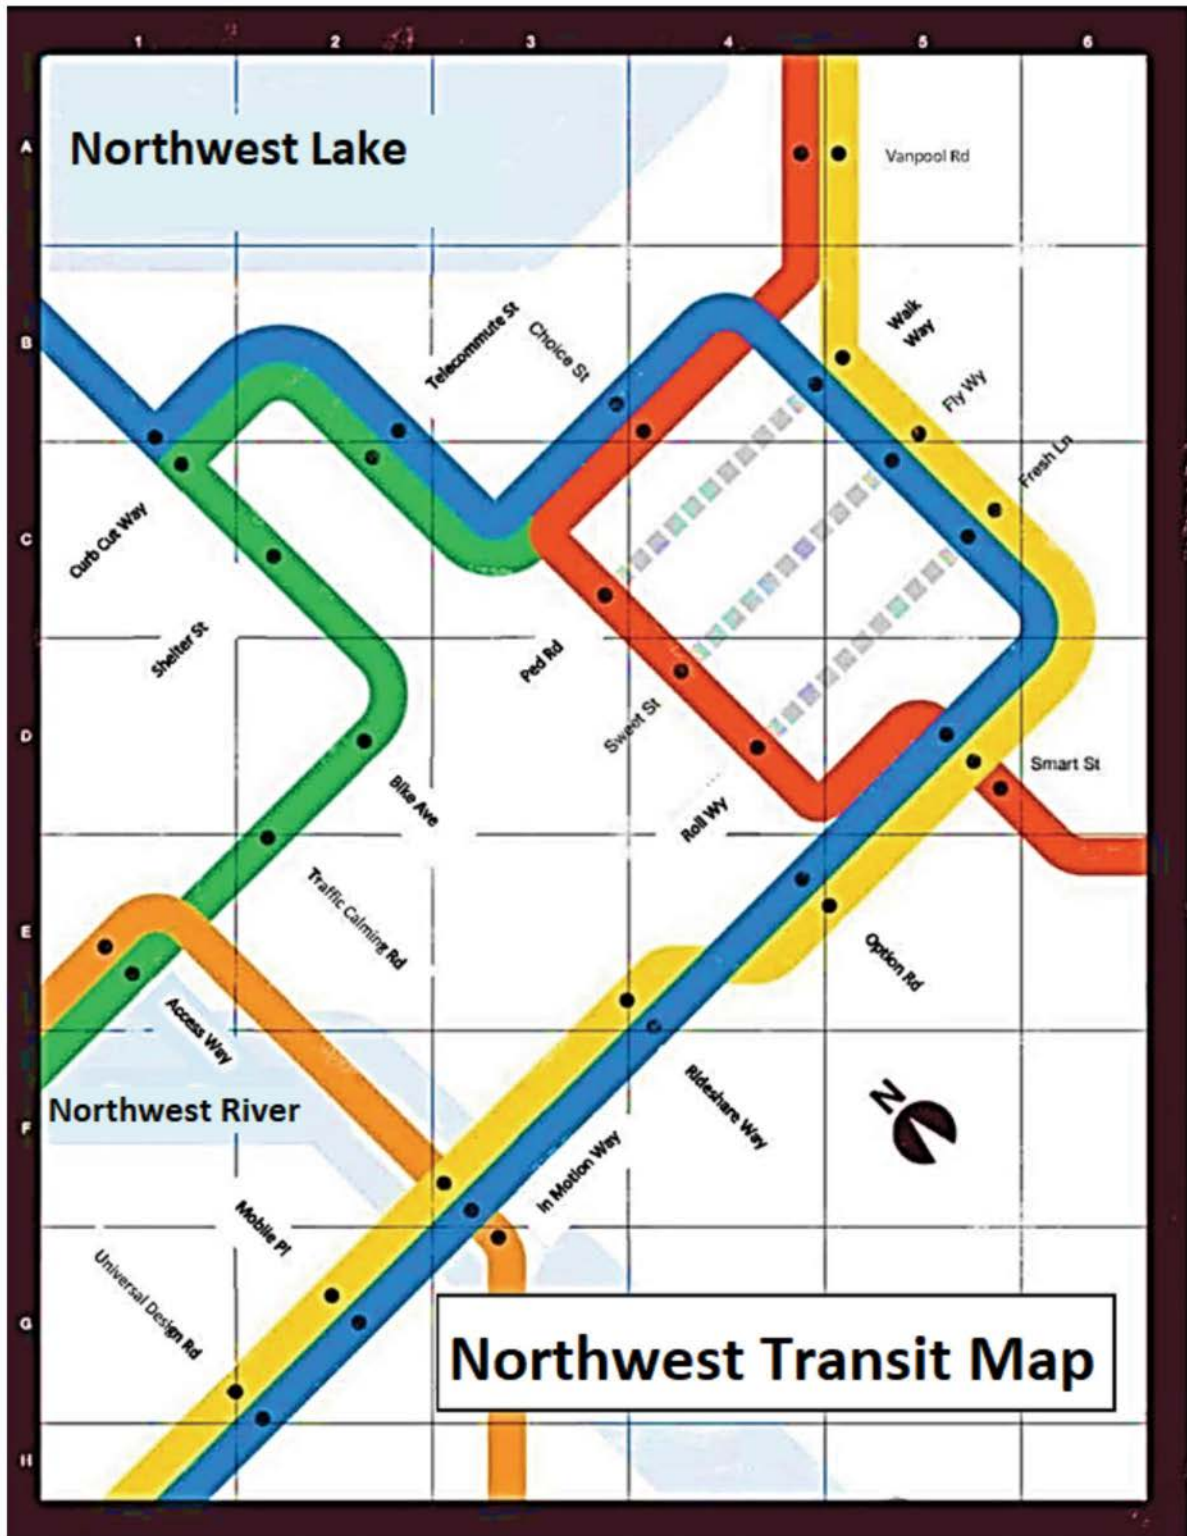 1 2 3 4 5 6
A
Northwest Lake
Vanpool Rd
B
Telecommute St
Choice St
Walk
Way
Fly Wy
Fresh Ln
C
Curb Cut Way
Shelter St
Ped Rd
D
Sweet St
Smart St
Bike Ave
Roll Wy
E
Traffic Calming Rd
Option Rd
Access Way
N
Northwest River
F
Rideshare Way
In Motion Way
Mobile Pl
Universal Design Rd
G
Northwest Transit Map
H